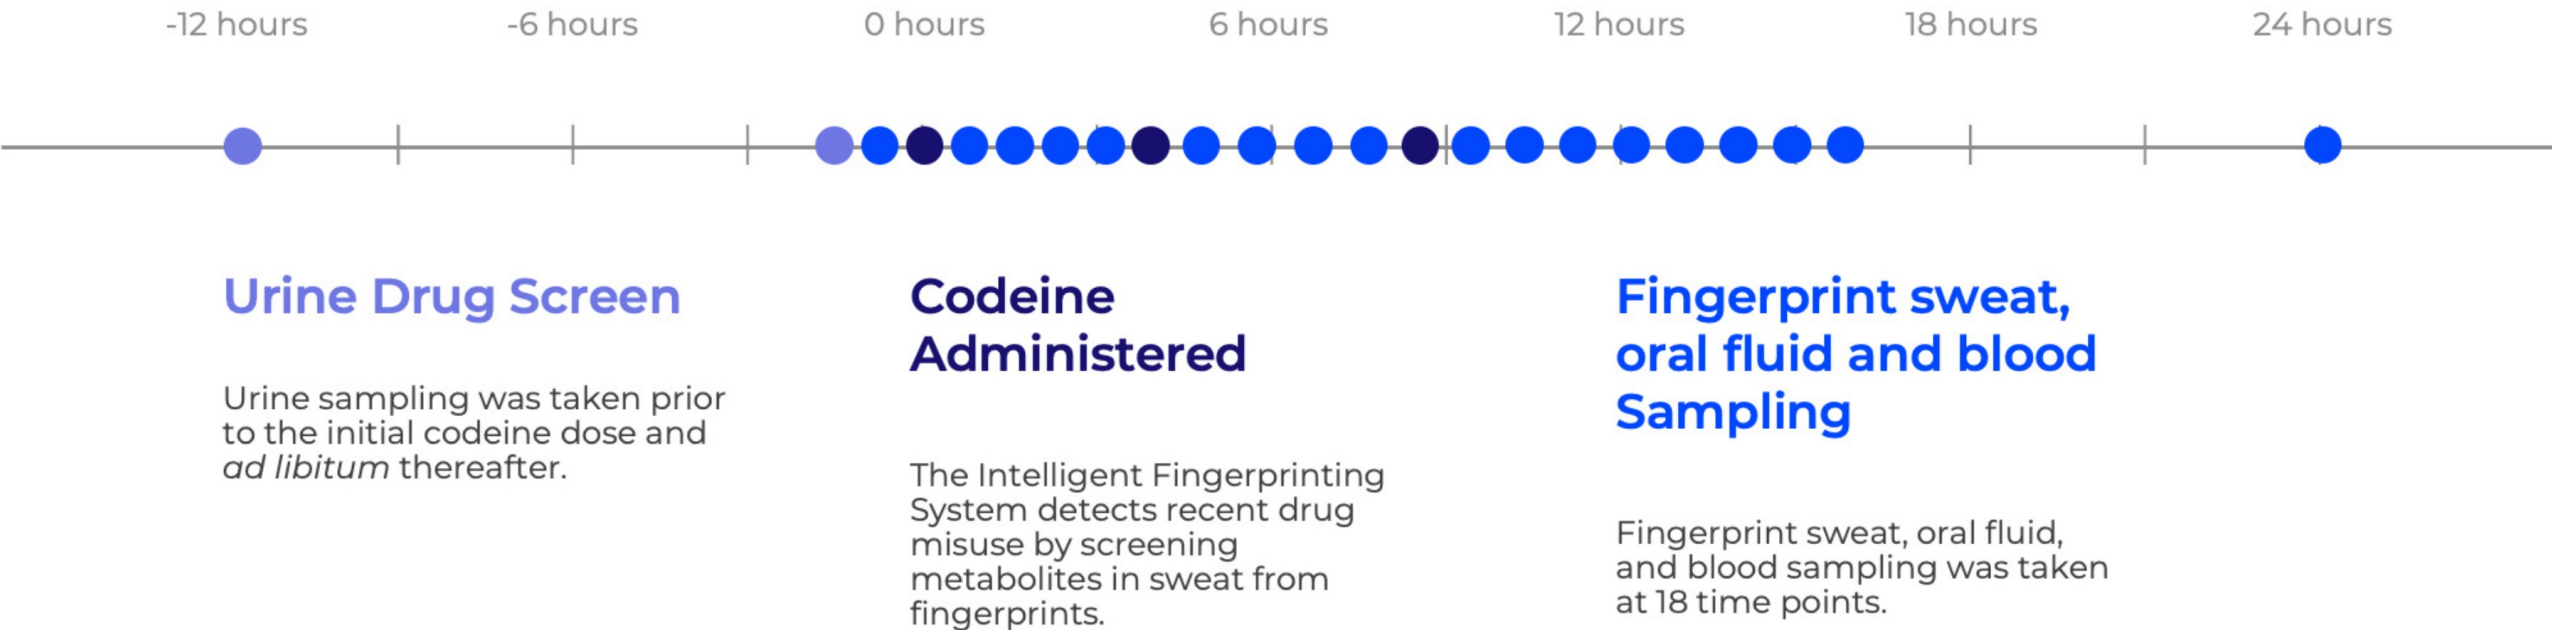 -12 hours
-6 hours
0 hours
6 hours
12 hours
18 hours
24 hours
Urine Drug Screen
Urine sampling was taken prior
to the initial codeine dose and
ad libitum thereafter.
Codeine
Administered
The Intelligent Fingerprinting
System detects recent drug
misuse by screening
metabolites in sweat from
fingerprints.
Fingerprint sweat,
oral fluid and blood
Sampling
Fingerprint sweat, oral fluid,
and blood sampling was taken
at 18 time points.